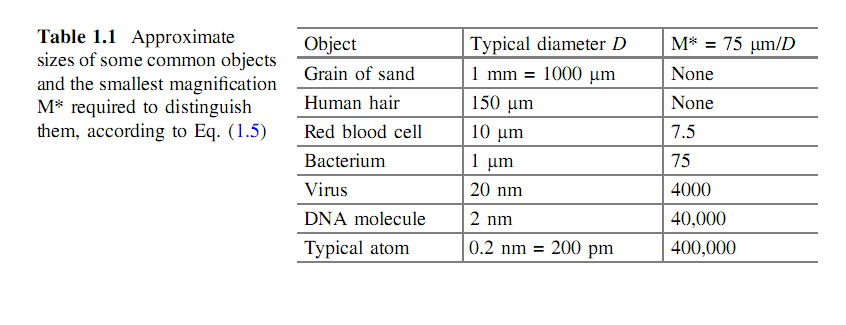 Table 1.1 Approximate
sizes of some common objects
and the smallest magnification
M* required to distinguish
them, according to Eq. (1.5)
Object Typical diameter D M* = 75 μm/D
Grain of sand 1 mm = 1000 μm None
Human hair 150 μm None
Red blood cell 10 μm 7.5
Bacterium 1 μm 75
Virus 20 nm 4000
DNA molecule 2 nm 40,000
Typical atom 0.2 nm = 200 pm 400,000